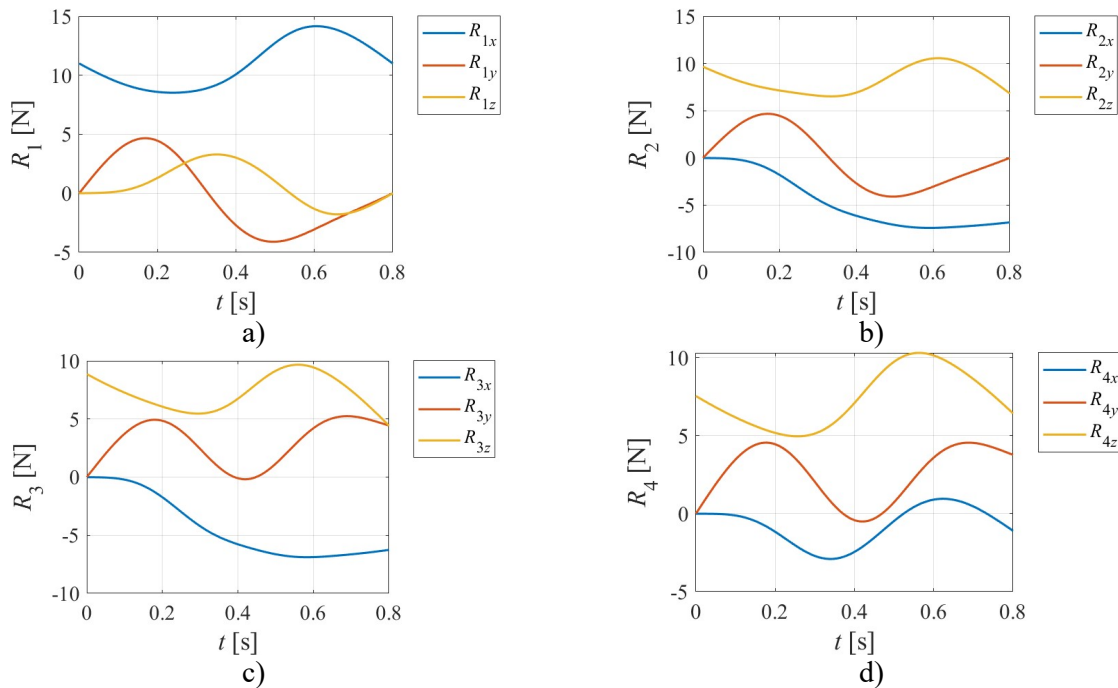 R1 [N]
15
10
5
0
-5
0 0.2 0.4 0.6 0.8
t [s]
R1x
R1y
R1z
a)
R2 [N]
15
10
5
0
-5
-10
0 0.2 0.4 0.6 0.8
t [s]
R2x
R2y
R2z
b)
R3 [N]
10
5
0
-5
-10
0 0.2 0.4 0.6 0.8
t [s]
R3x
R3y
R3z
c)
R4 [N]
10
5
0
-5
0 0.2 0.4 0.6 0.8
t [s]
R4x
R4y
R4z
d)